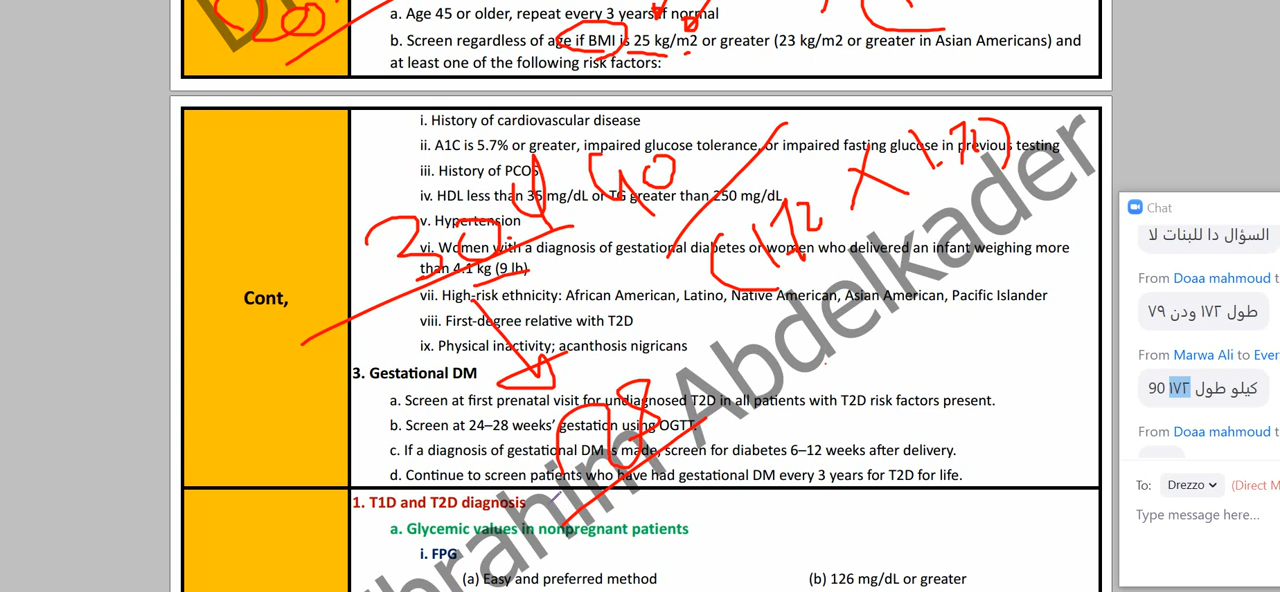 a. Age 45 or older, repeat every 3 years if normal
b. Screen regardless of age if BMI is 25 kg/m2 or greater (23 kg/m2 or greater in Asian Americans) and
at least one of the following risk factors:
Cont,
i. History of cardiovascular disease
ii. A1C is 5.7% or greater, impaired glucose tolerance, or impaired fasting glucose in previous testing
iii. History of PCOS
iv. HDL less than 35 mg/dL or TG greater than 250 mg/dL
v. Hypertension
vi. Women with a diagnosis of gestational diabetes or women who delivered an infant weighing more
than 4.1 kg (9 lb)
vii. High-risk ethnicity: African American, Latino, Native American, Asian American, Pacific Islander
viii. First-degree relative with T2D
ix. Physical inactivity; acanthosis nigricans
3. Gestational DM
a. Screen at first prenatal visit for undiagnosed T2D in all patients with T2D risk factors present.
b. Screen at 24–28 weeks’ gestation using OGTT.
c. If a diagnosis of gestational DM is made, screen for diabetes 6–12 weeks after delivery.
d. Continue to screen patients who have had gestational DM every 3 years for T2D for life.
1. T1D and T2D diagnosis
a. Glycemic values in nonpregnant patients
i. FPG
(a) Easy and preferred method (b) 126 mg/dL or greater
Ibrahim Abdelkader
90
28
Chat
السؤال دا للبنات لا
From Doaa mahmoud t
طول ١٧٢ ودن ٧٩
From Marwa Ali to Ever
90 كيلو طول ١٧٢
From Doaa mahmoud t
To: Drezzo (Direct M
Type message here...